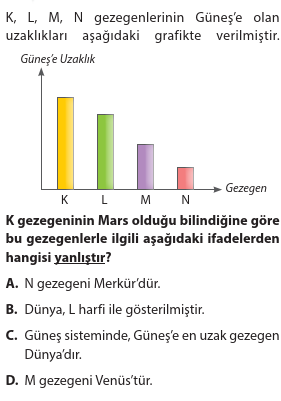 K, L, M, N gezegenlerinin Güneş’e olan
uzaklıkları aşağıdaki grafikte verilmiştir.
Güneş’e Uzaklık
K
L
M
N
Gezegen
K gezegeninin Mars olduğu bilindiğine göre
bu gezegenlerle ilgili aşağıdaki ifadelerden
hangisi yanlıştır?
A. N gezegeni Merkür’dür.
B. Dünya, L harfi ile gösterilmiştir.
C. Güneş sisteminde, Güneş’e en uzak gezegen
Dünya’dır.
D. M gezegeni Venüs’tür.